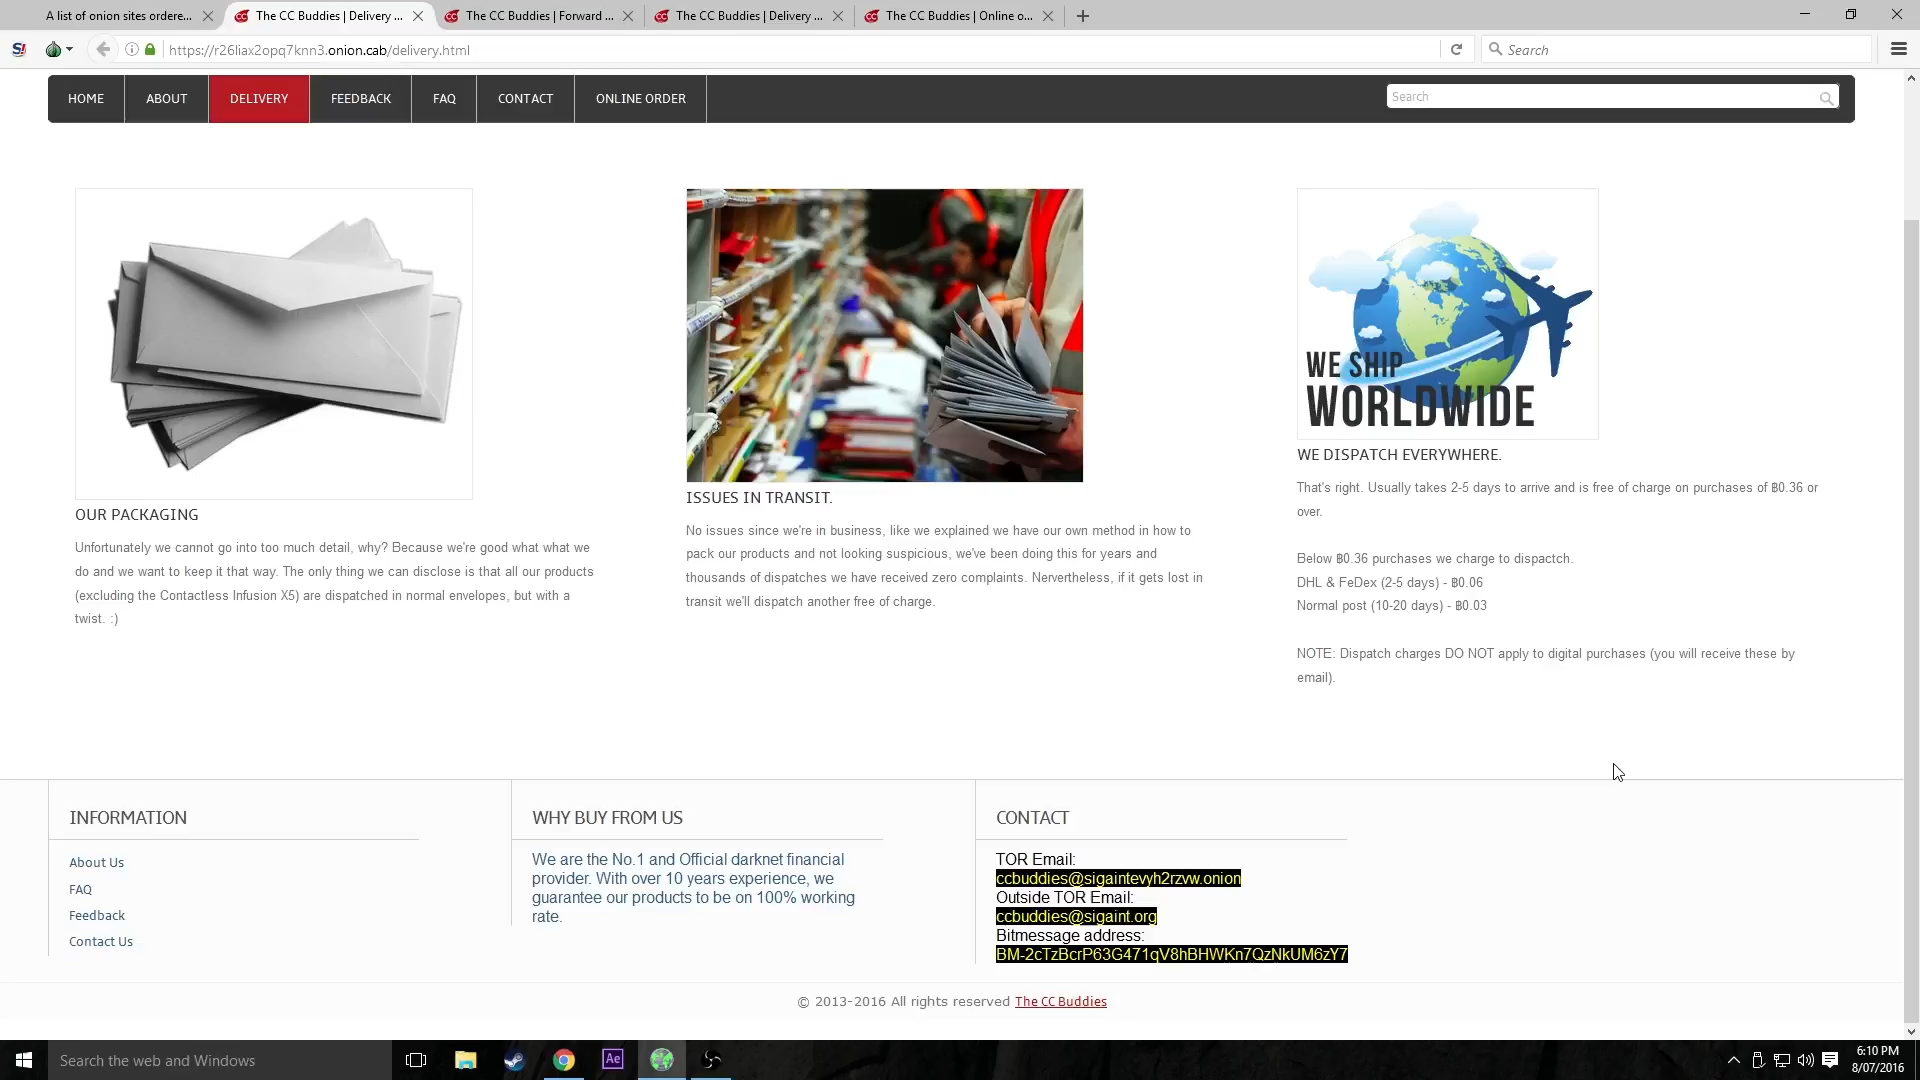 A list of onion sites ordere...
The CC Buddies | Delivery ...
The CC Buddies | Forward ...
The CC Buddies | Delivery ...
The CC Buddies | Online o...
https://r26liax2opq7knn3.onion.cab/delivery.html
Search
HOME
ABOUT
DELIVERY
FEEDBACK
FAQ
CONTACT
ONLINE ORDER
Search
OUR PACKAGING
Unfortunately we cannot go into too much detail, why? Because we're good what what we
do and we want to keep it that way. The only thing we can disclose is that all our products
(excluding the Contactless Infusion X5) are dispatched in normal envelopes, but with a
twist. :)
ISSUES IN TRANSIT.
No issues since we're in business, like we explained we have our own method in how to
pack our products and not looking suspicious, we've been doing this for years and
thousands of dispatches we have received zero complaints. Nevertheless, if it gets lost in
transit we'll dispatch another free of charge.
WE SHIP
WORLDWIDE
WE DISPATCH EVERYWHERE.
That's right. Usually takes 2-5 days to arrive and is free of charge on purchases of ฿0.36 or
over.
Below ฿0.36 purchases we charge to dispactch.
DHL & FeDex (2-5 days) - ฿0.06
Normal post (10-20 days) - ฿0.03
NOTE: Dispatch charges DO NOT apply to digital purchases (you will receive these by
email).
INFORMATION
About Us
FAQ
Feedback
Contact Us
WHY BUY FROM US
We are the No.1 and Official darknet financial
provider. With over 10 years experience, we
guarantee our products to be on 100% working
rate.
CONTACT
TOR Email:
ccbuddies@sigaintevyh2rzvw.onion
Outside TOR Email:
ccbuddies@sigaint.org
Bitmessage address:
BM-2cTzBcrP63G471qV8hBHWKn7QzNkUM6zY7
© 2013-2016 All rights reserved The CC Buddies
Search the web and Windows
Ae
6:10 PM
8/07/2016